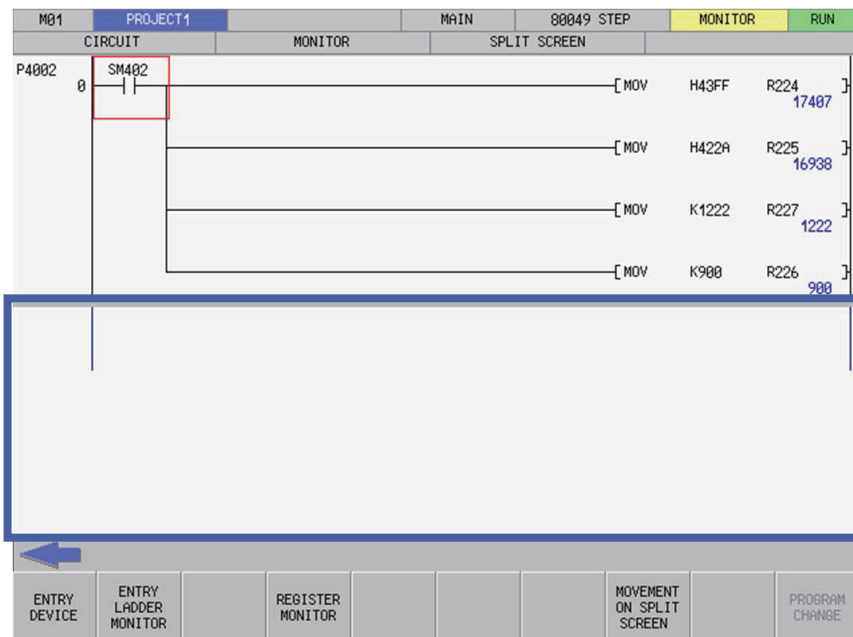 M01 PROJECT1 MAIN 80049 STEP MONITOR RUN
CIRCUIT MONITOR SPLIT SCREEN
P4002 SM402
0 [ MOV H43FF R224 ]
17407
[ MOV H422A R225 ]
16938
[ MOV K1222 R227 ]
1222
[ MOV K900 R226 ]
900
ENTRY DEVICE
ENTRY LADDER MONITOR
REGISTER MONITOR
MOVEMENT ON SPLIT SCREEN
PROGRAM CHANGE